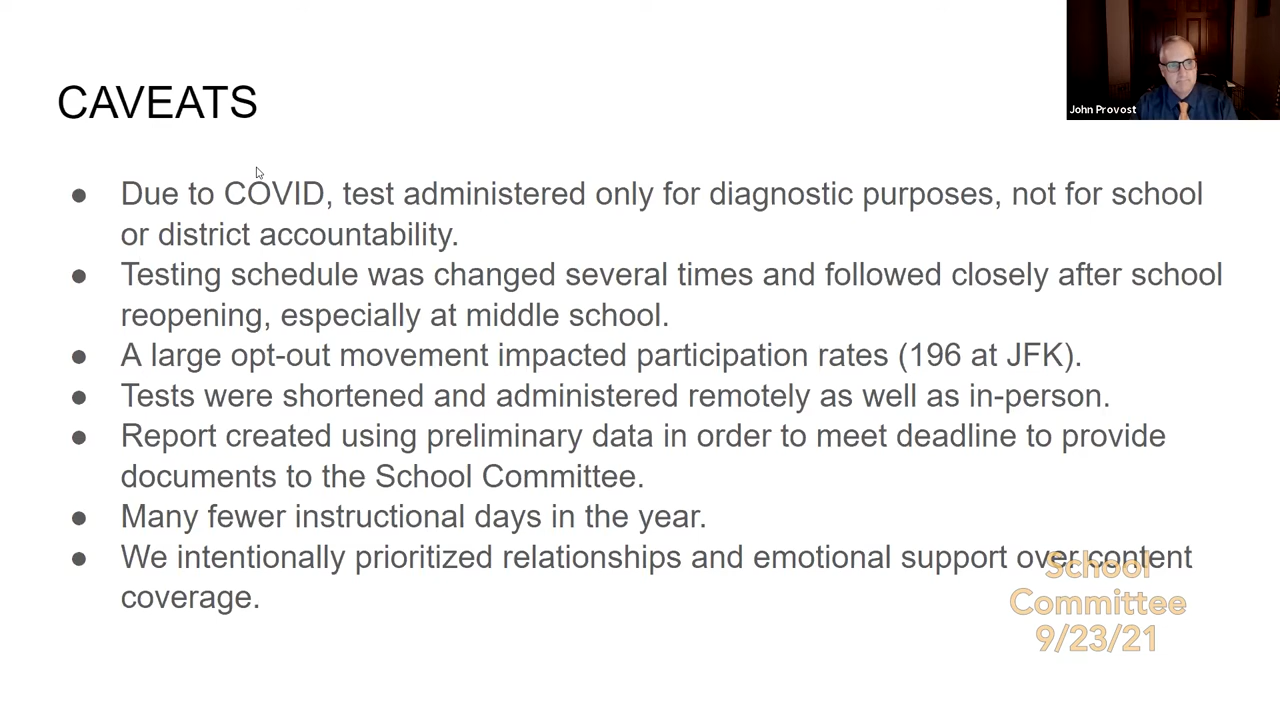 John Provost
CAVEATS
● Due to COVID, test administered only for diagnostic purposes, not for school
or district accountability.
● Testing schedule was changed several times and followed closely after school
reopening, especially at middle school.
● A large opt-out movement impacted participation rates (196 at JFK).
● Tests were shortened and administered remotely as well as in-person.
● Report created using preliminary data in order to meet deadline to provide
documents to the School Committee.
● Many fewer instructional days in the year.
● We intentionally prioritized relationships and emotional support over content
coverage.
School
Committee
9/23/21